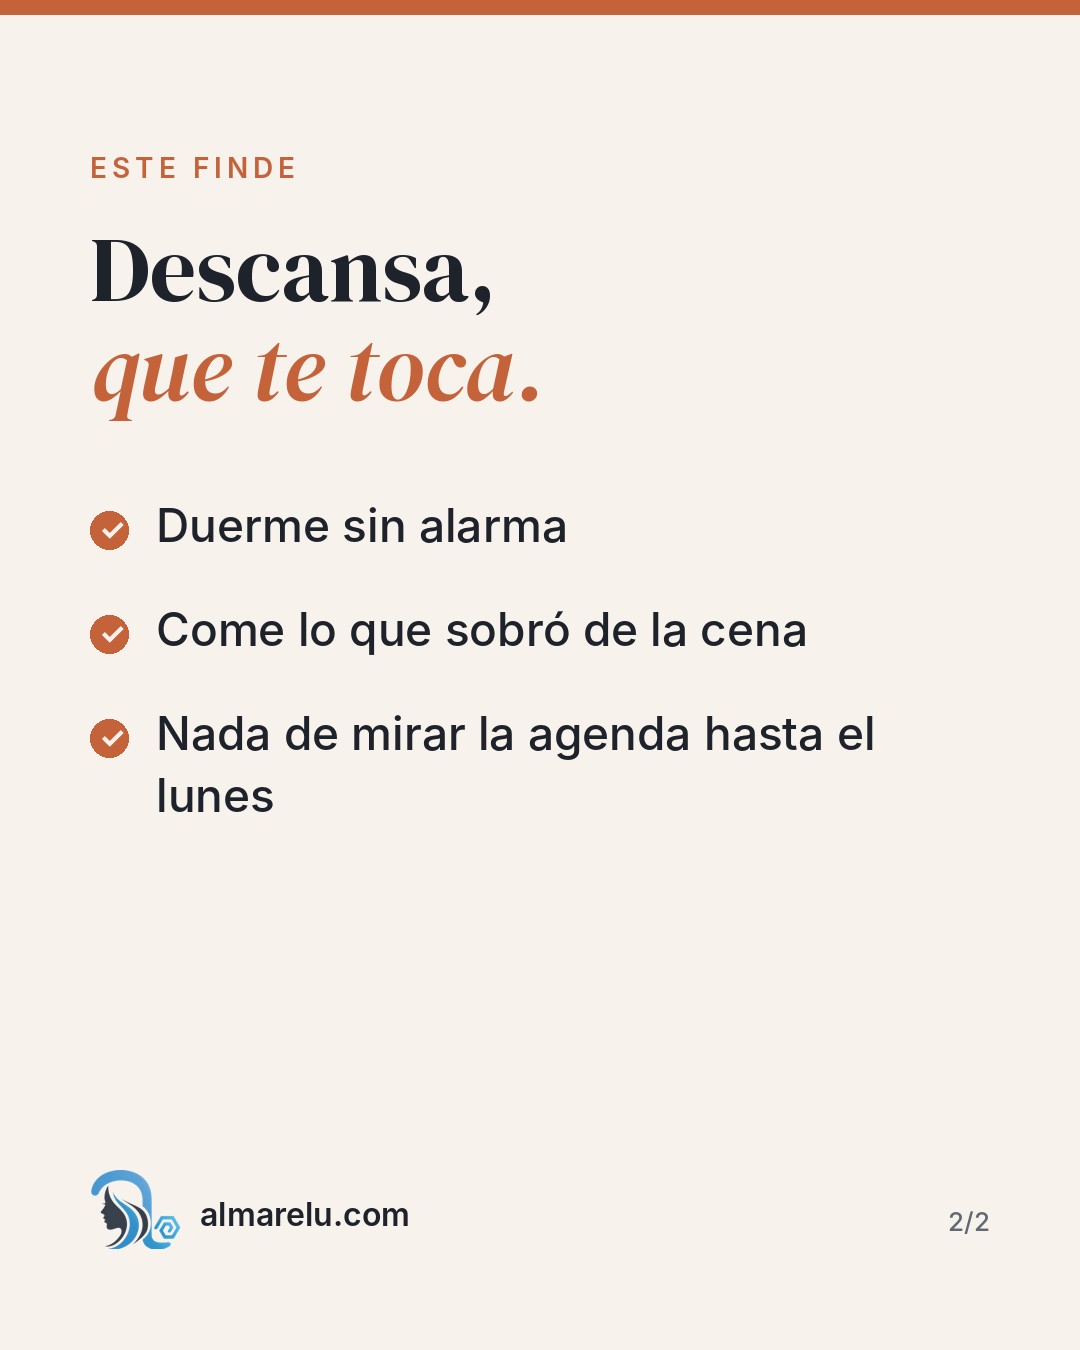 ESTE FINDE
Descansa,
que te toca.
Duerme sin alarma
Come lo que sobró de la cena
Nada de mirar la agenda hasta el
lunes
almarelu.com
2/2